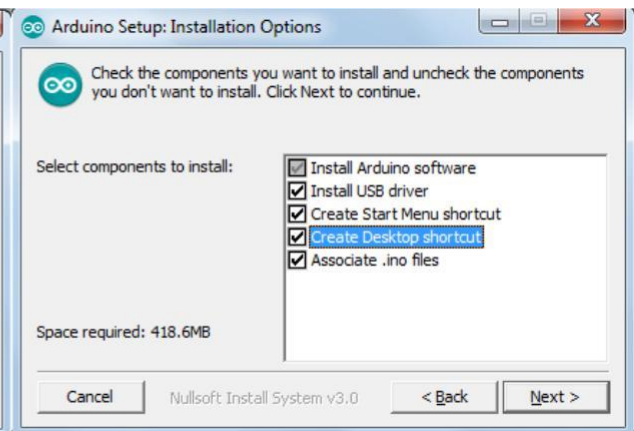 Arduino Setup: Installation Options
Check the components you want to install and uncheck the components
you don't want to install. Click Next to continue.
Select components to install:
Install Arduino software
Install USB driver
Create Start Menu shortcut
Create Desktop shortcut
Associate .ino files
Space required: 418.6MB
Cancel
Nullsoft Install System v3.0
< Back
Next >